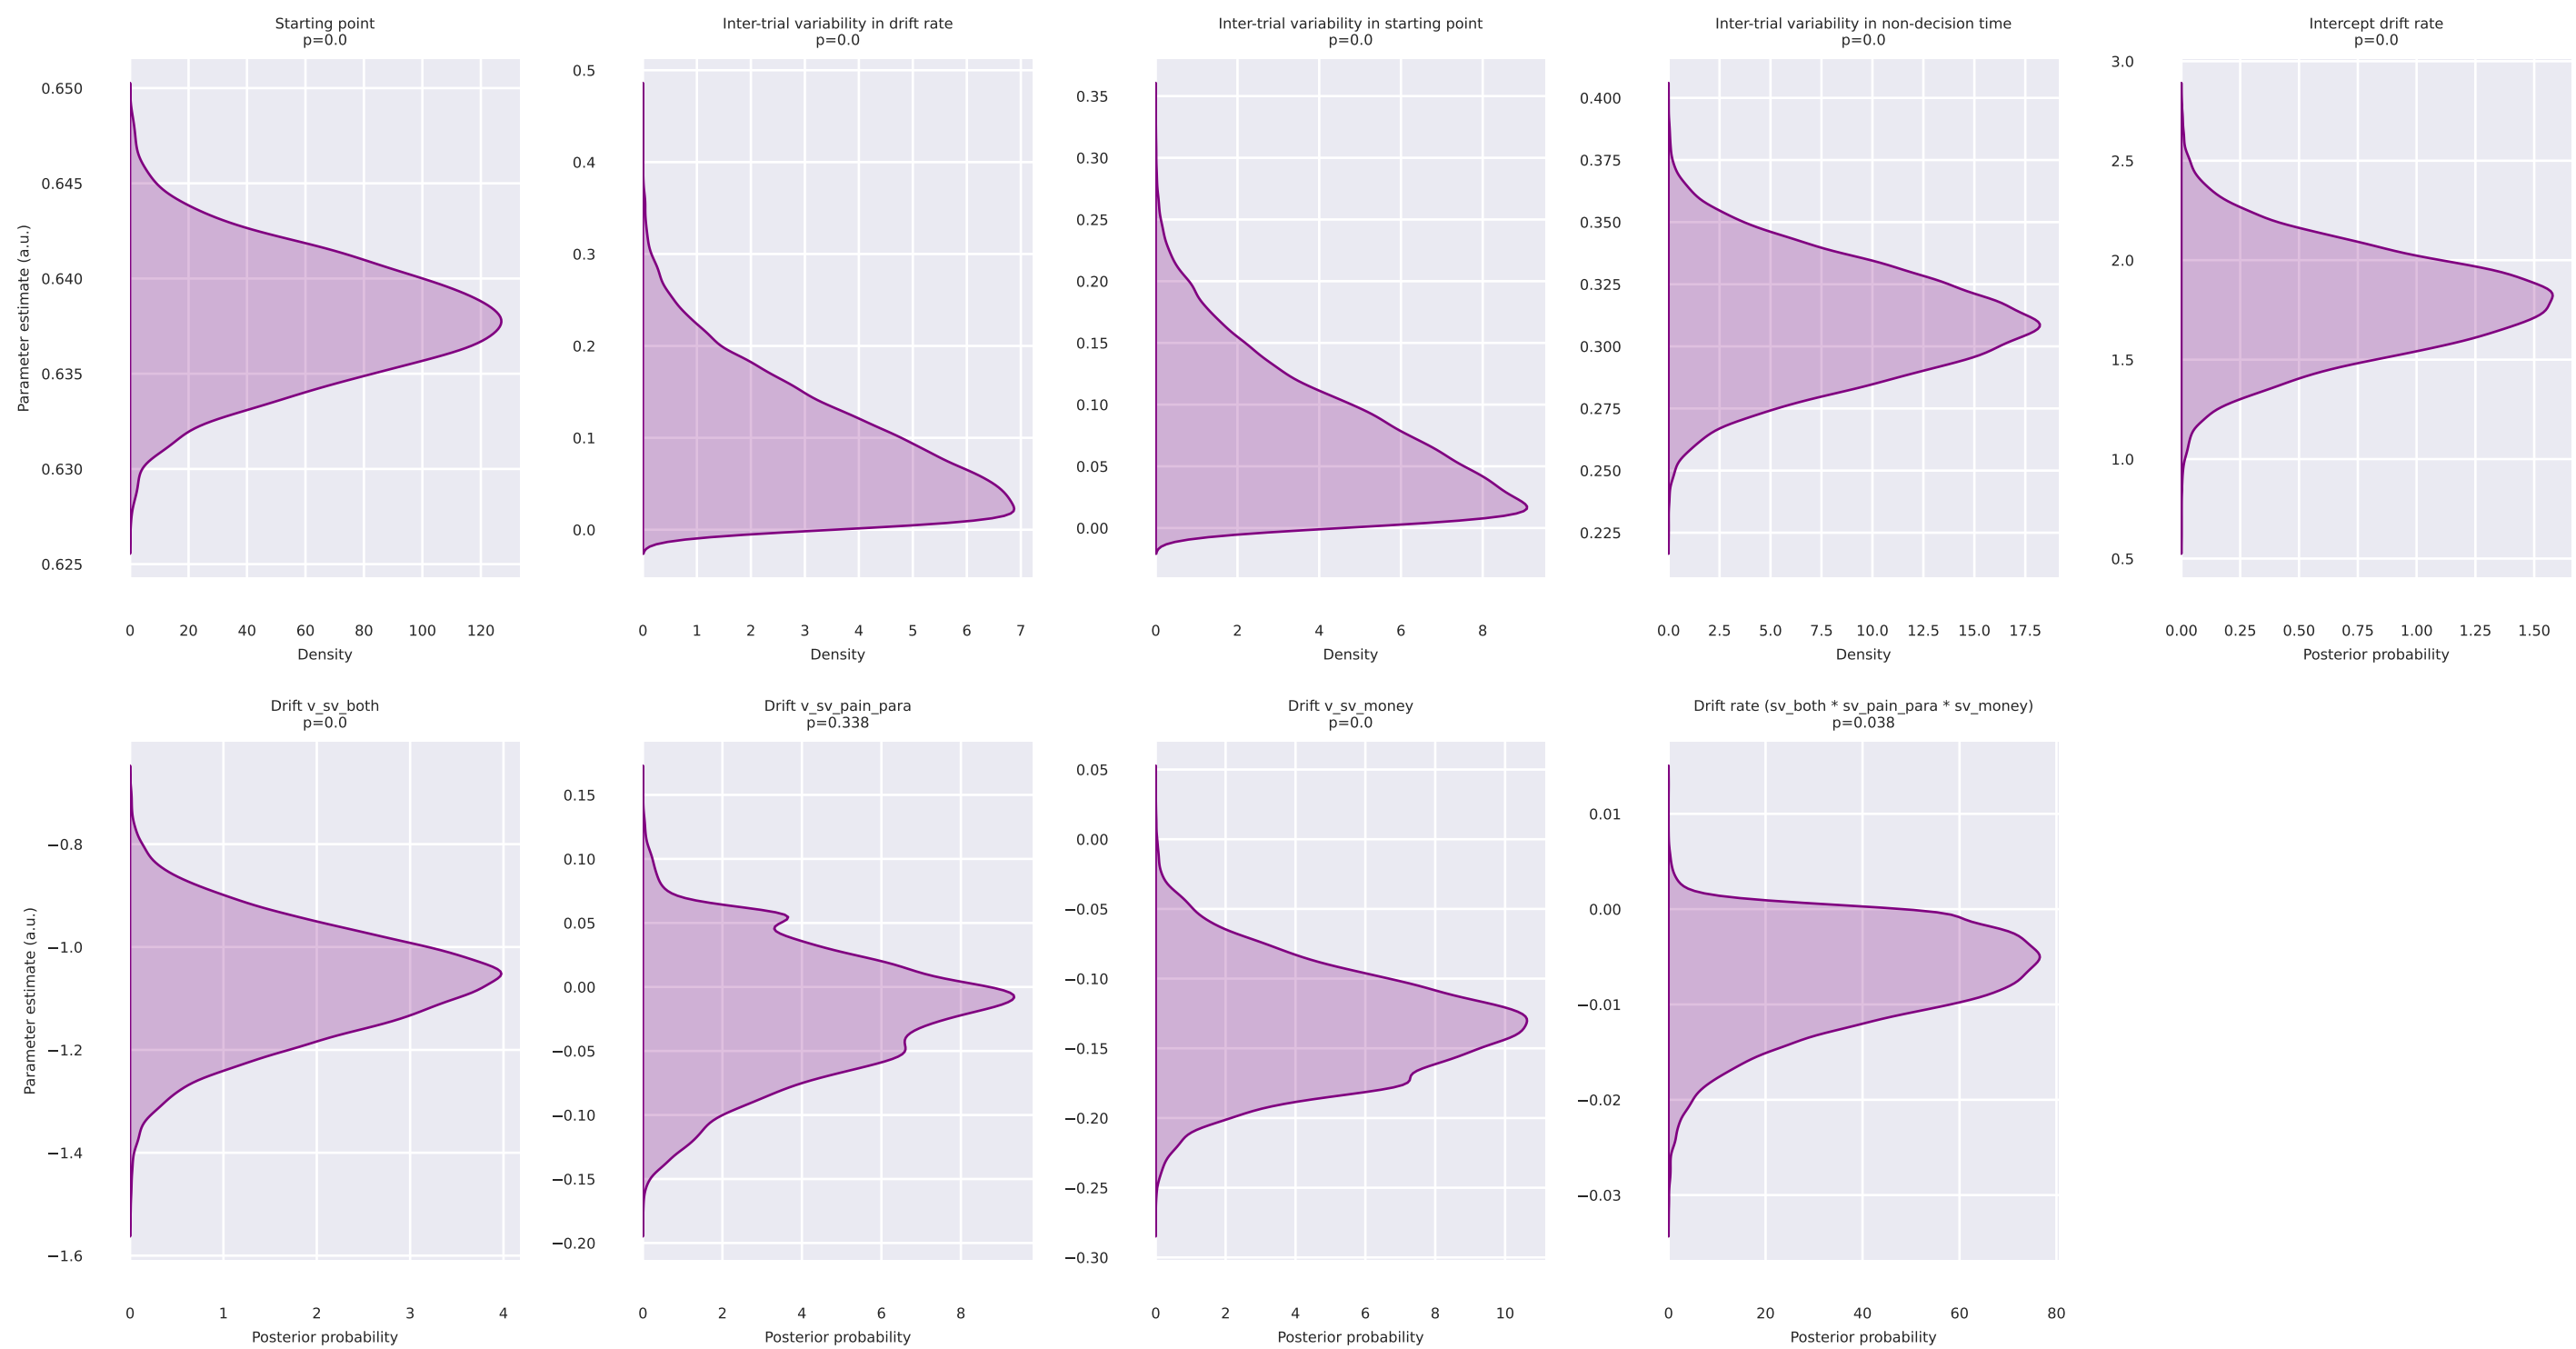 Starting point
p=0.0
Inter-trial variability in drift rate
p=0.0
Inter-trial variability in starting point
p=0.0
Inter-trial variability in non-decision time
p=0.0
Intercept drift rate
p=0.0
Parameter estimate (a.u.)
0.650
0.645
0.640
0.635
0.630
0.625
0 20 40 60 80 100 120
Density
0.5
0.4
0.3
0.2
0.1
0.0
0 1 2 3 4 5 6 7
Density
0.35
0.30
0.25
0.20
0.15
0.10
0.05
0.00
0 2 4 6 8
Density
0.400
0.375
0.350
0.325
0.300
0.275
0.250
0.225
0.0 2.5 5.0 7.5 10.0 12.5 15.0 17.5
Density
3.0
2.5
2.0
1.5
1.0
0.5
0.00 0.25 0.50 0.75 1.00 1.25 1.50
Posterior probability
Drift v_sv_both
p=0.0
Drift v_sv_pain_para
p=0.338
Drift v_sv_money
p=0.0
Drift rate (sv_both * sv_pain_para * sv_money)
p=0.038
Parameter estimate (a.u.)
−0.8
−1.0
−1.2
−1.4
−1.6
0 1 2 3 4
Posterior probability
0.15
0.10
0.05
0.00
−0.05
−0.10
−0.15
−0.20
0 2 4 6 8
Posterior probability
0.05
0.00
−0.05
−0.10
−0.15
−0.20
−0.25
−0.30
0 2 4 6 8 10
Posterior probability
0.01
0.00
−0.01
−0.02
−0.03
0 20 40 60 80
Posterior probability